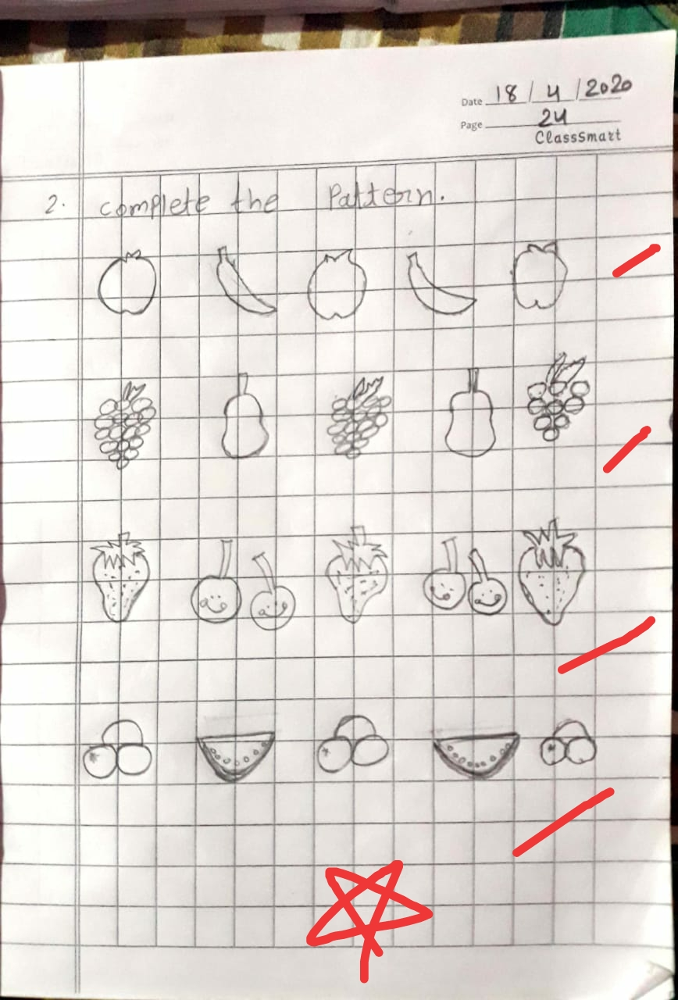 Date 18 / 4 / 2020
Page 24
ClassSmart
2. complete the Pattern.